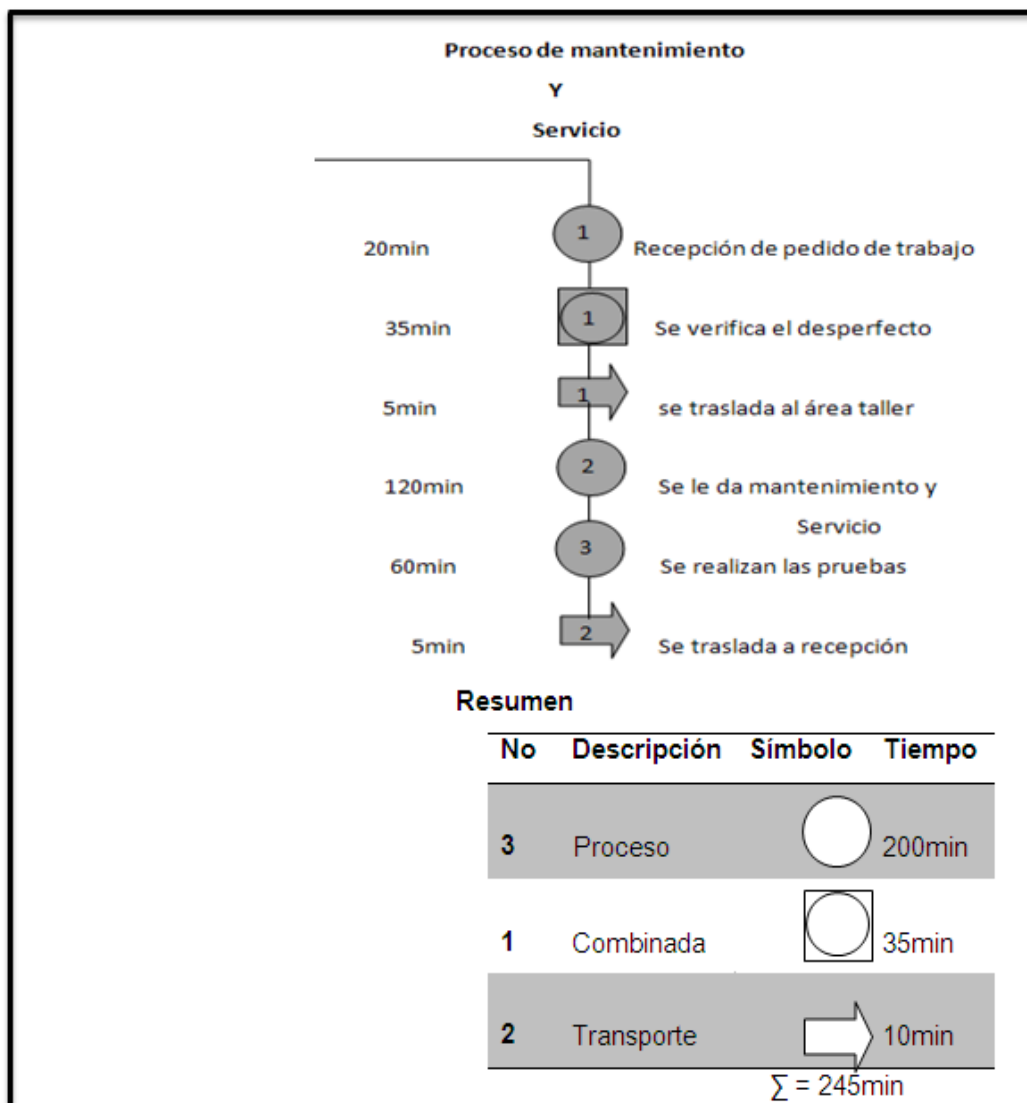 Proceso de mantenimiento
Y
Servicio
20min 1 Recepción de pedido de trabajo
35min 1 Se verifica el desperfecto
5min 1 se traslada al área taller
120min 2 Se le da mantenimiento y
Servicio
60min 3 Se realizan las pruebas
5min 2 Se traslada a recepción
Resumen
No Descripción Símbolo Tiempo
3 Proceso 200min
1 Combinada 35min
2 Transporte 10min
∑ = 245min